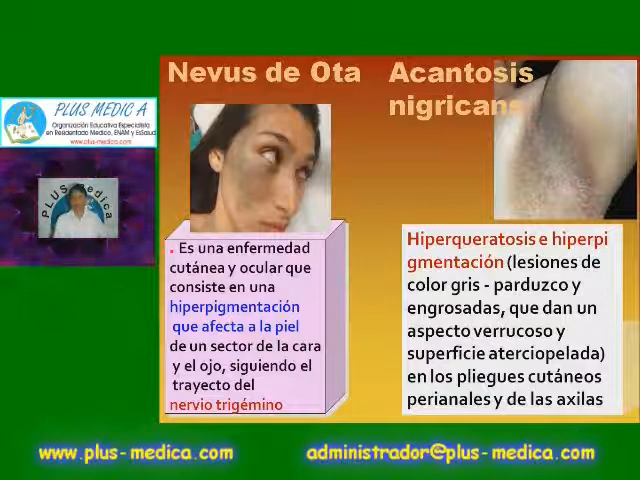 Nevus de Ota
Acantosis
nigricans
PLUS MEDIC A
Organización Educativa Especialista
en Residentado Medico, ENAM y EsSalud
www.plus-medica.com
PLUS Medica
. Es una enfermedad
cutánea y ocular que
consiste en una
hiperpigmentación
que afecta a la piel
de un sector de la cara
y el ojo, siguiendo el
trayecto del
nervio trigémino
Hiperqueratosis e hiperpi
gmentación (lesiones de
color gris - parduzco y
engrosadas, que dan un
aspecto verrucoso y
superficie aterciopelada)
en los pliegues cutáneos
perianales y de las axilas
www.plus-medica.com
administrador@plus-medica.com